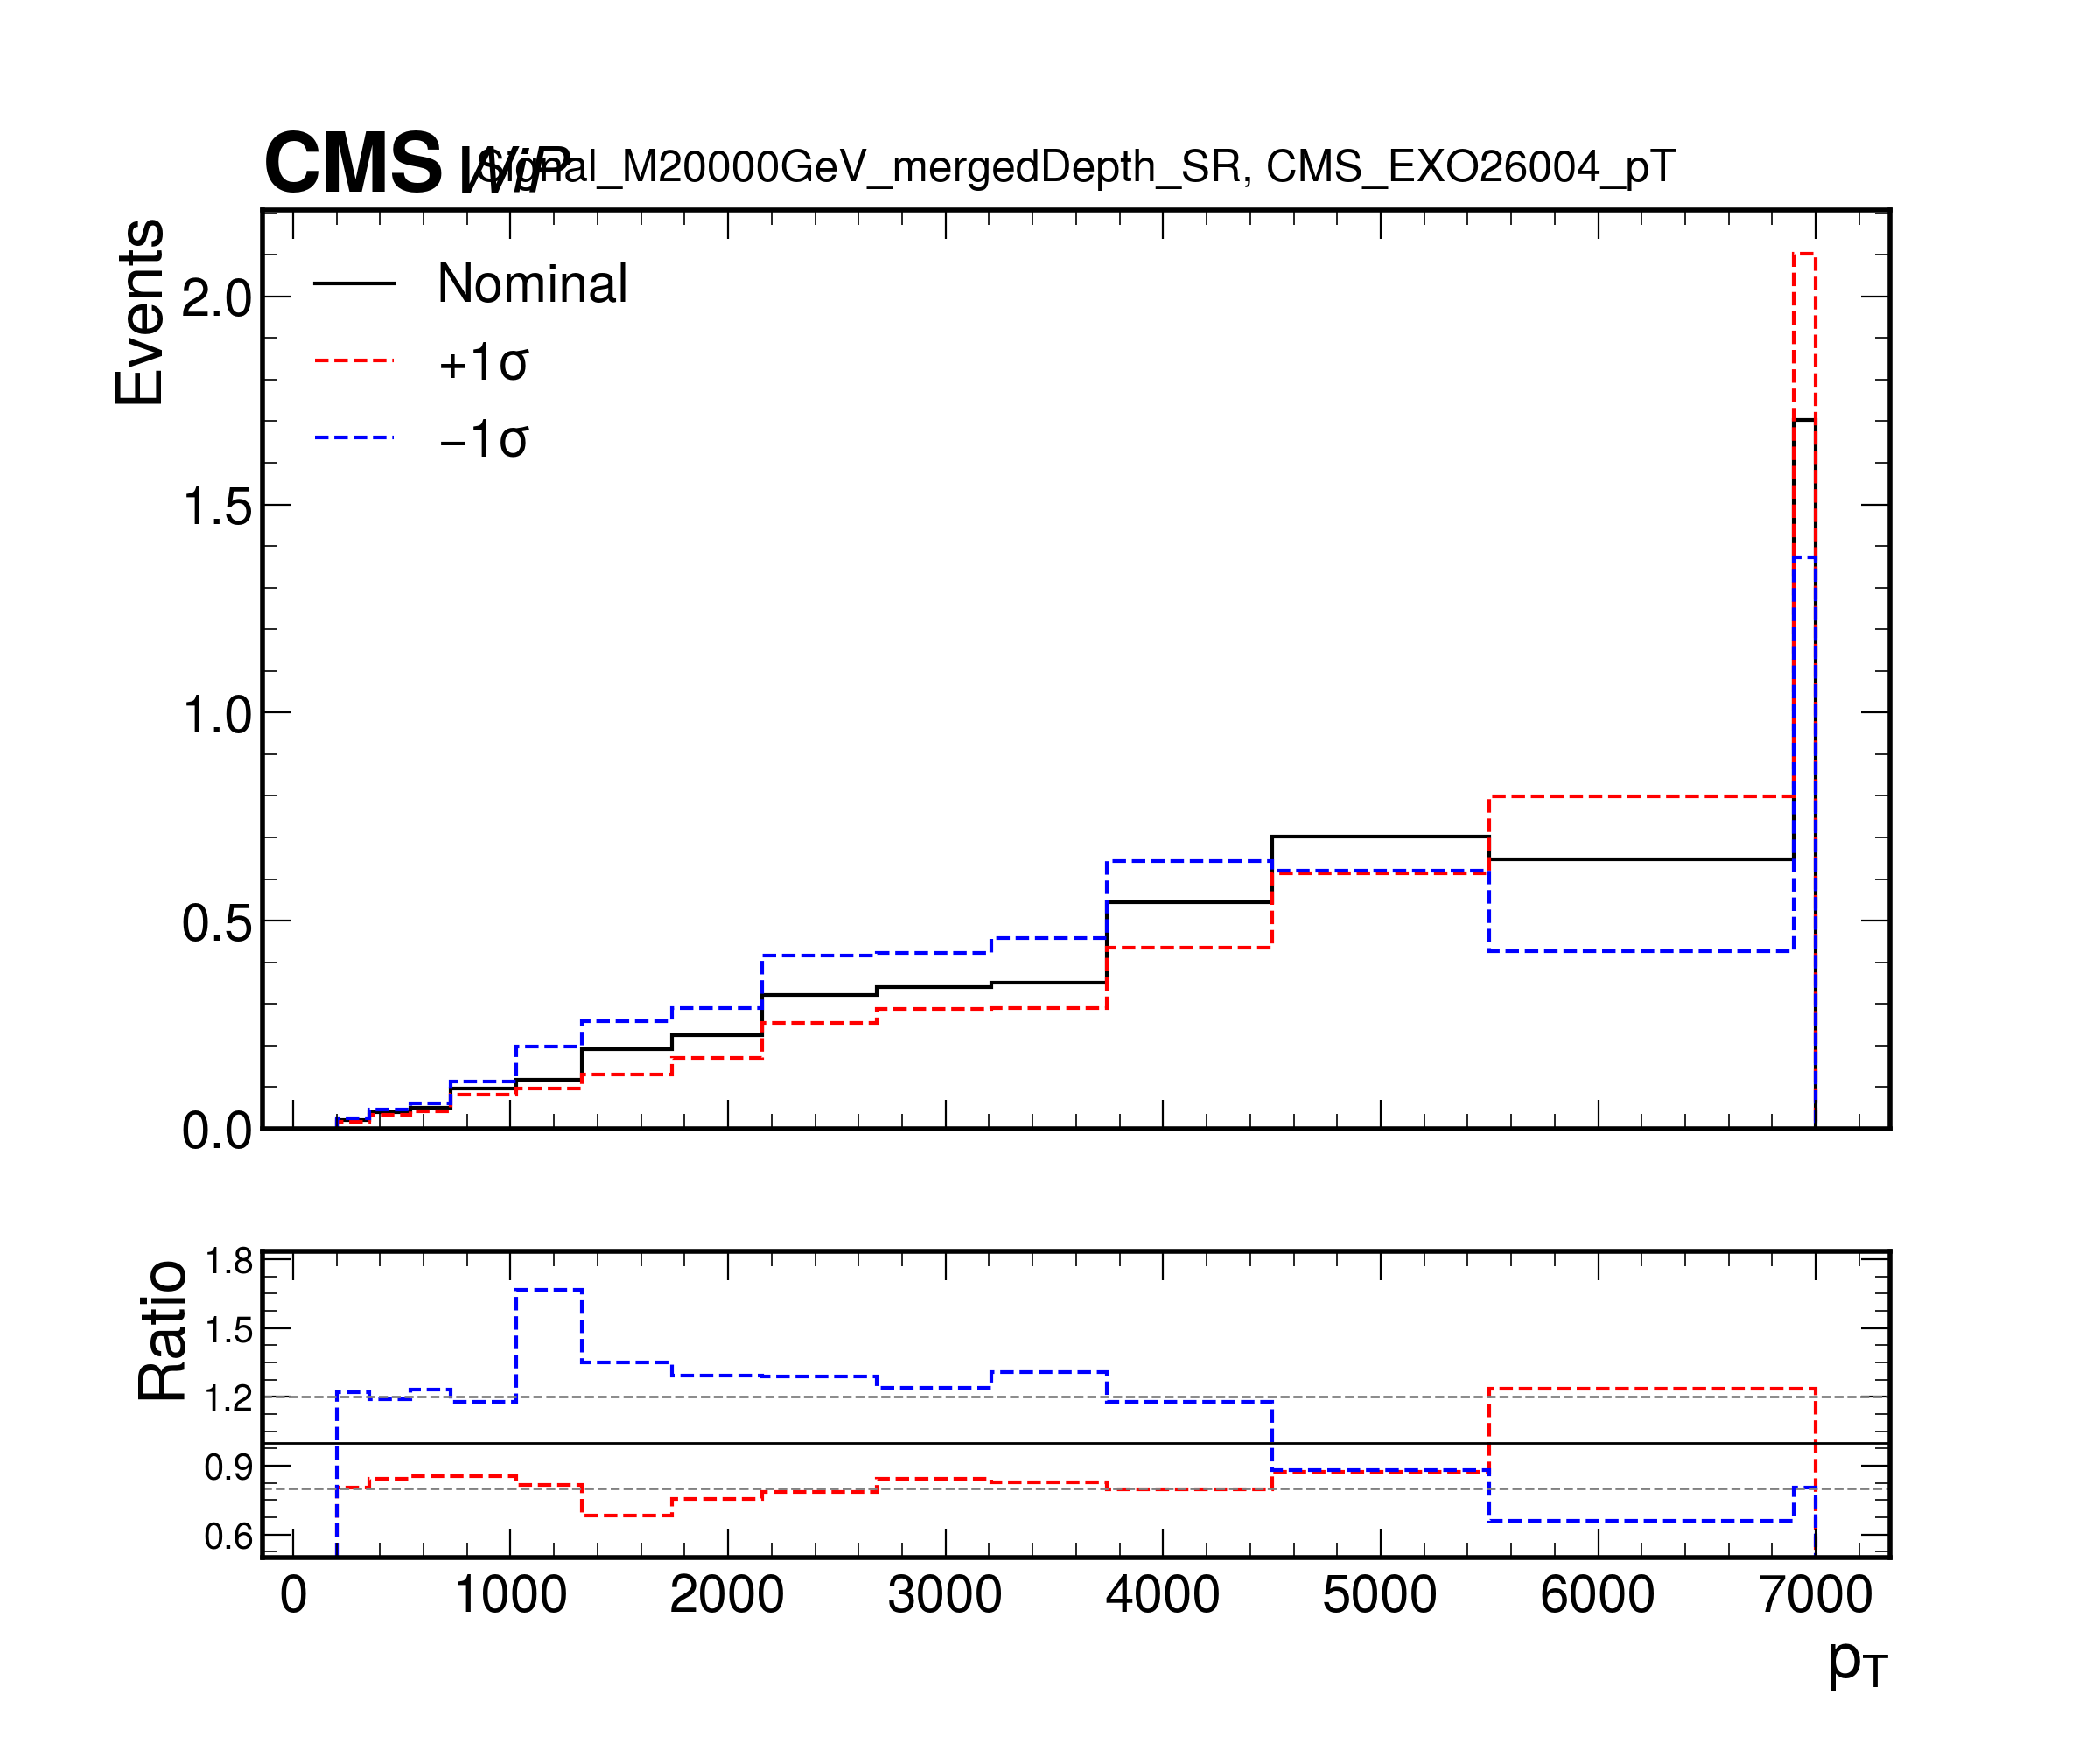 CMS WiP Signal_M20000GeV_mergedDepth_SR, CMS_EXO26004_pT
Events
2.0
1.5
1.0
0.5
0.0
Nominal
+1σ
−1σ
Ratio
1.8
1.5
1.2
0.9
0.6
0 1000 2000 3000 4000 5000 6000 7000
pT